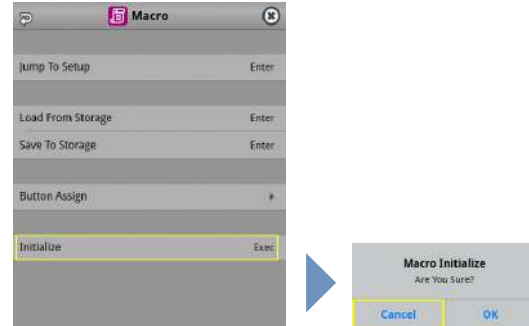 Macro
Jump To Setup Enter
Load From Storage Enter
Save To Storage Enter
Button Assign
Initialize Exec
Macro Initialize
Are You Sure?
Cancel OK